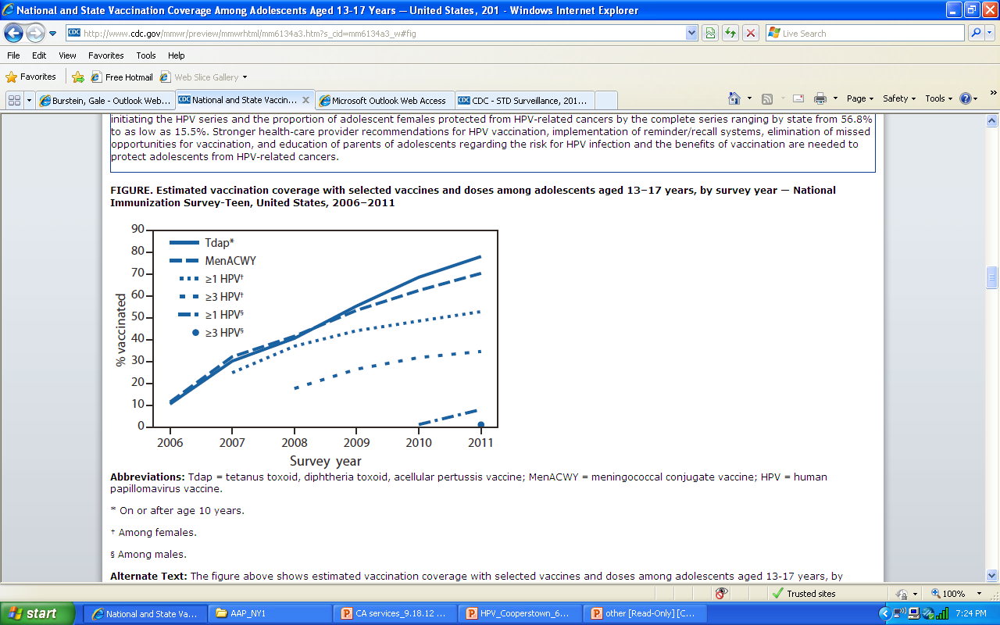 National and State Vaccination Coverage Among Adolescents Aged 13-17 Years — United States, 201 - Windows Internet Explorer
http://www.cdc.gov/mmwr/preview/mmwrhtml/mm6134a3.htm?s_cid=mm6134a3_w#fig
Live Search
File Edit View Favorites Tools Help
Favorites Free Hotmail Web Slice Gallery
Burstein, Gale - Outlook Web... CDC National and State Vaccin... Microsoft Outlook Web Access CDC CDC - STD Surveillance, 201... Page Safety Tools
initiating the HPV series and the proportion of adolescent females protected from HPV-related cancers by the complete series ranging by state from 56.8%
to as low as 15.5%. Stronger health-care provider recommendations for HPV vaccination, implementation of reminder/recall systems, elimination of missed
opportunities for vaccination, and education of parents of adolescents regarding the risk for HPV infection and the benefits of vaccination are needed to
protect adolescents from HPV-related cancers.
FIGURE. Estimated vaccination coverage with selected vaccines and doses among adolescents aged 13–17 years, by survey year — National
Immunization Survey-Teen, United States, 2006–2011
90
80
70
60
50
40
30
20
10
0
% vaccinated
Tdap*
MenACWY
≥1 HPV†
≥3 HPV†
≥1 HPV§
≥3 HPV§
2006 2007 2008 2009 2010 2011
Survey year
Abbreviations: Tdap = tetanus toxoid, diphtheria toxoid, acellular pertussis vaccine; MenACWY = meningococcal conjugate vaccine; HPV = human
papillomavirus vaccine.
* On or after age 10 years.
† Among females.
§ Among males.
Alternate Text: The figure above shows estimated vaccination coverage with selected vaccines and doses among adolescents aged 13-17 years, by
Trusted sites 100%
start National and State Va... AAP_NY1 CA services_9.18.12 ... HPV_Cooperstown_6... other [Read-Only] [C... 7:24 PM